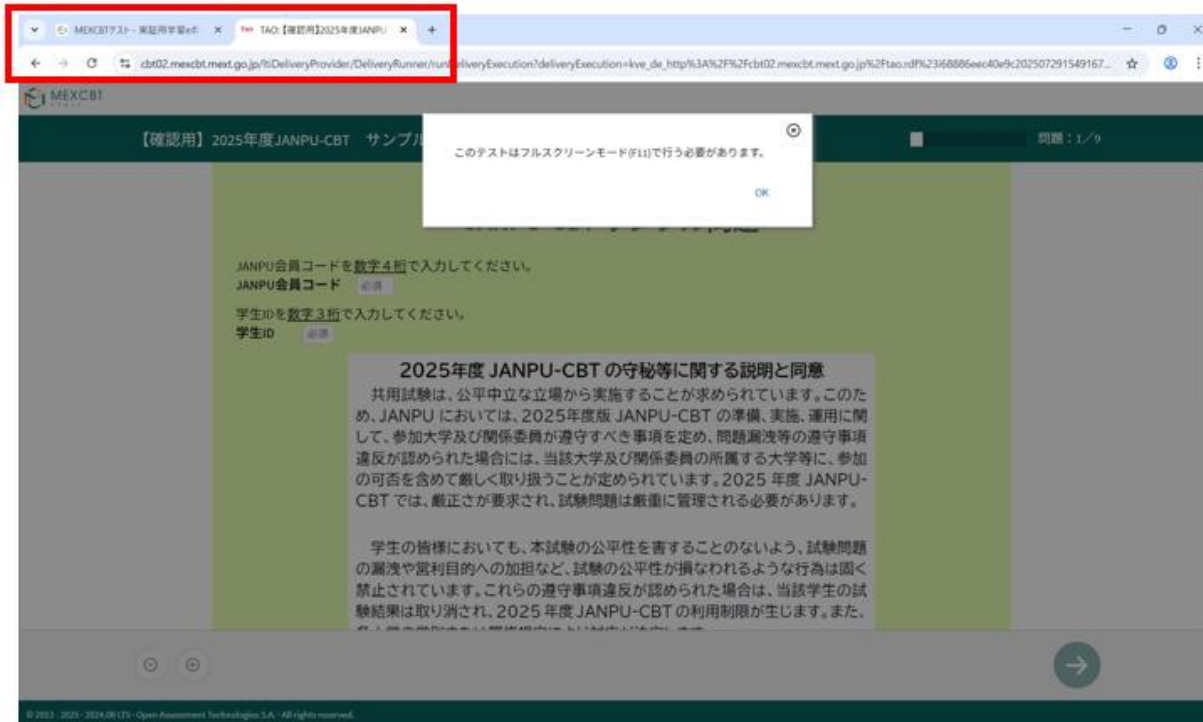 MEXCBTテスト - 実証用学習eポ
TAO:【確認用】2025年度JANPU-
cbt02.mexcbt.mext.go.jp/ltiDeliveryProvider/DeliveryRunner/runDeliveryExecution?deliveryExecution=kve_de_http%3A%2F%2Fcbt02.mexcbt.mext.go.jp%2Ftao.rdf%23i68886eec40e9c202507291549167...
MEXCBT
【確認用】2025年度JANPU-CBT サンプル
問題:1/9
このテストはフルスクリーンモード(F11)で行う必要があります。
OK
JANPU会員コードを数字4桁で入力してください。
JANPU会員コード 必須
学生IDを数字3桁で入力してください。
学生ID 必須
2025年度 JANPU-CBT の守秘等に関する説明と同意
共用試験は、公平中立な立場から実施することが求められています。このた
め、JANPU においては、2025年度版 JANPU-CBT の準備、実施、運用に関
して、参加大学及び関係委員が遵守すべき事項を定め、問題漏洩等の遵守事項
違反が認められた場合には、当該大学及び関係委員の所属する大学等に、参加
の可否を含めて厳しく取り扱うことが定められています。2025 年度 JANPU-
CBT では、厳正さが要求され、試験問題は厳重に管理される必要があります。
学生の皆様においても、本試験の公平性を害することのないよう、試験問題
の漏洩や営利目的への加担など、試験の公平性が損なわれるような行為は固く
禁止されています。これらの遵守事項違反が認められた場合は、当該学生の試
験結果は取り消され、2025 年度 JANPU-CBT の利用制限が生じます。また、
© 2013 - 2025 - 2024.08 LTS - Open Assessment Technologies S.A. - All rights reserved.